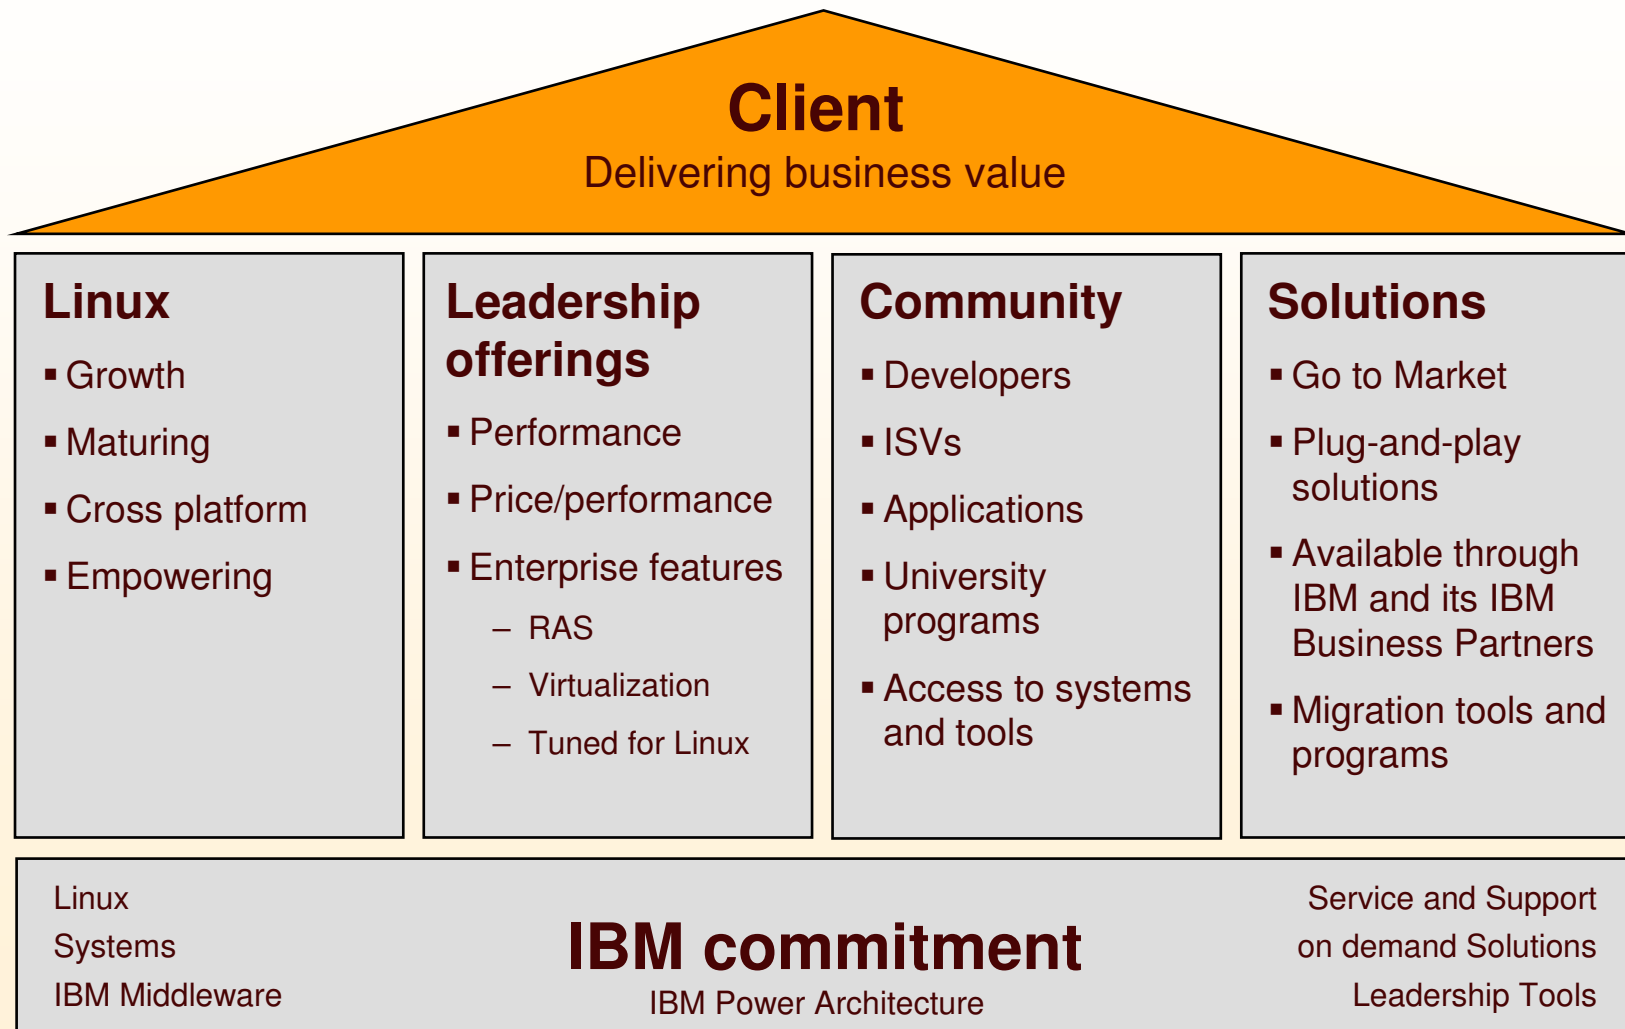 Client
Delivering business value
Linux
▪ Growth
▪ Maturing
▪ Cross platform
▪ Empowering
Leadership
offerings
▪ Performance
▪ Price/performance
▪ Enterprise features
– RAS
– Virtualization
– Tuned for Linux
Community
▪ Developers
▪ ISVs
▪ Applications
▪ University
programs
▪ Access to systems
and tools
Solutions
▪ Go to Market
▪ Plug-and-play
solutions
▪ Available through
IBM and its IBM
Business Partners
▪ Migration tools and
programs
Linux
Systems
IBM Middleware
IBM commitment
IBM Power Architecture
Service and Support
on demand Solutions
Leadership Tools